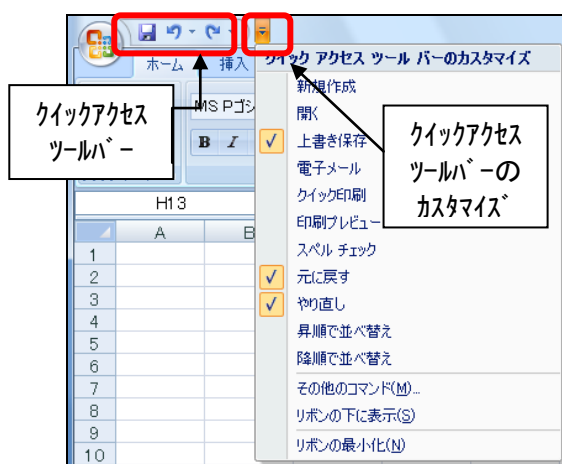 クイック アクセス ツール バーのカスタマイズ
ホーム 挿入
新規作成
MS Pゴシ
開く
B I
上書き保存
電子メール
クイック印刷
印刷プレビュー
スペル チェック
元に戻す
やり直し
昇順で並べ替え
降順で並べ替え
その他のコマンド(M)...
リボンの下に表示(S)
リボンの最小化(N)
ｸｲｯｸｱｸｾｽ
ﾂｰﾙﾊﾞｰ
ｸｲｯｸｱｸｾｽ
ﾂｰﾙﾊﾞｰの
ｶｽﾀﾏｲｽﾞ
H13
A B
1
2
3
4
5
6
7
8
9
10